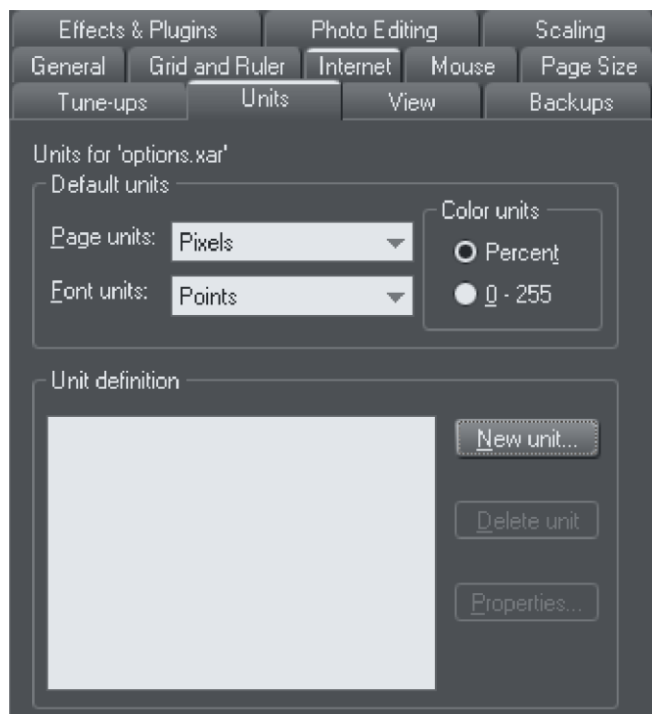 Effects & Plugins Photo Editing Scaling
General Grid and Ruler Internet Mouse Page Size
Tune-ups Units View Backups
Units for 'options.xar'
Default units
Color units
Page units: Pixels
Percent
Font units: Points
0 - 255
Unit definition
New unit...
Delete unit
Properties...